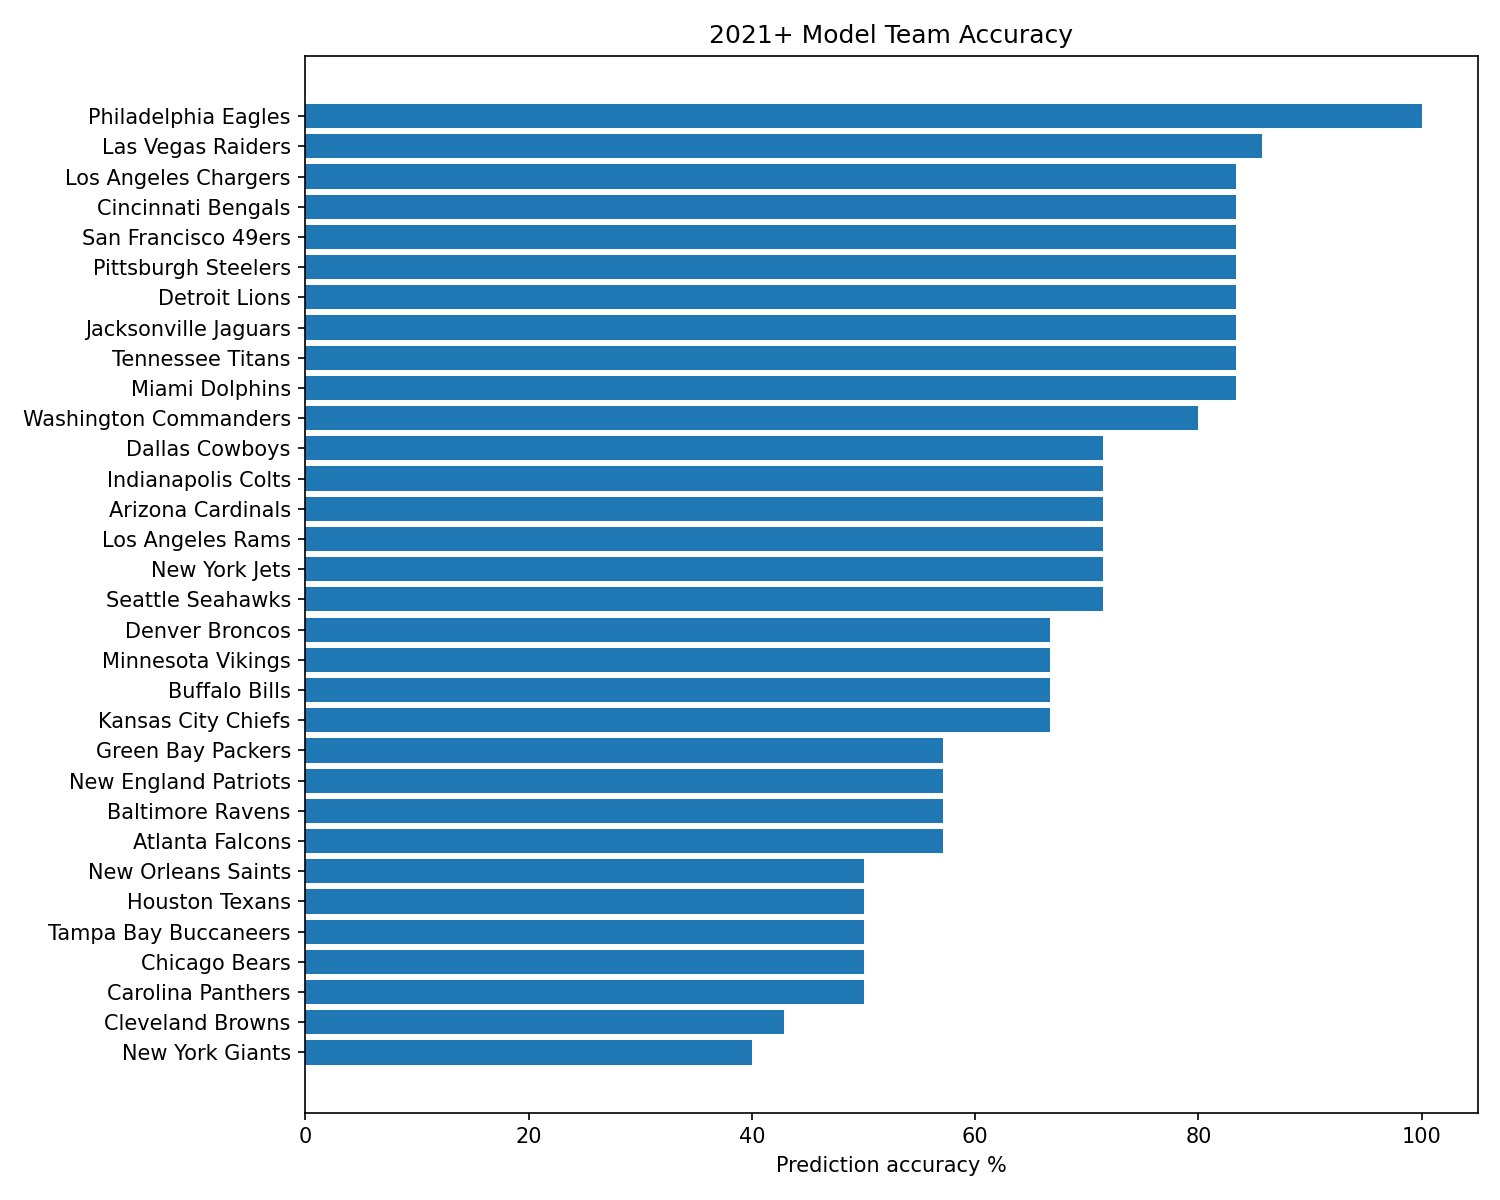 2021+ Model Team Accuracy
Philadelphia Eagles
Las Vegas Raiders
Los Angeles Chargers
Cincinnati Bengals
San Francisco 49ers
Pittsburgh Steelers
Detroit Lions
Jacksonville Jaguars
Tennessee Titans
Miami Dolphins
Washington Commanders
Dallas Cowboys
Indianapolis Colts
Arizona Cardinals
Los Angeles Rams
New York Jets
Seattle Seahawks
Denver Broncos
Minnesota Vikings
Buffalo Bills
Kansas City Chiefs
Green Bay Packers
New England Patriots
Baltimore Ravens
Atlanta Falcons
New Orleans Saints
Houston Texans
Tampa Bay Buccaneers
Chicago Bears
Carolina Panthers
Cleveland Browns
New York Giants
0 20 40 60 80 100
Prediction accuracy %